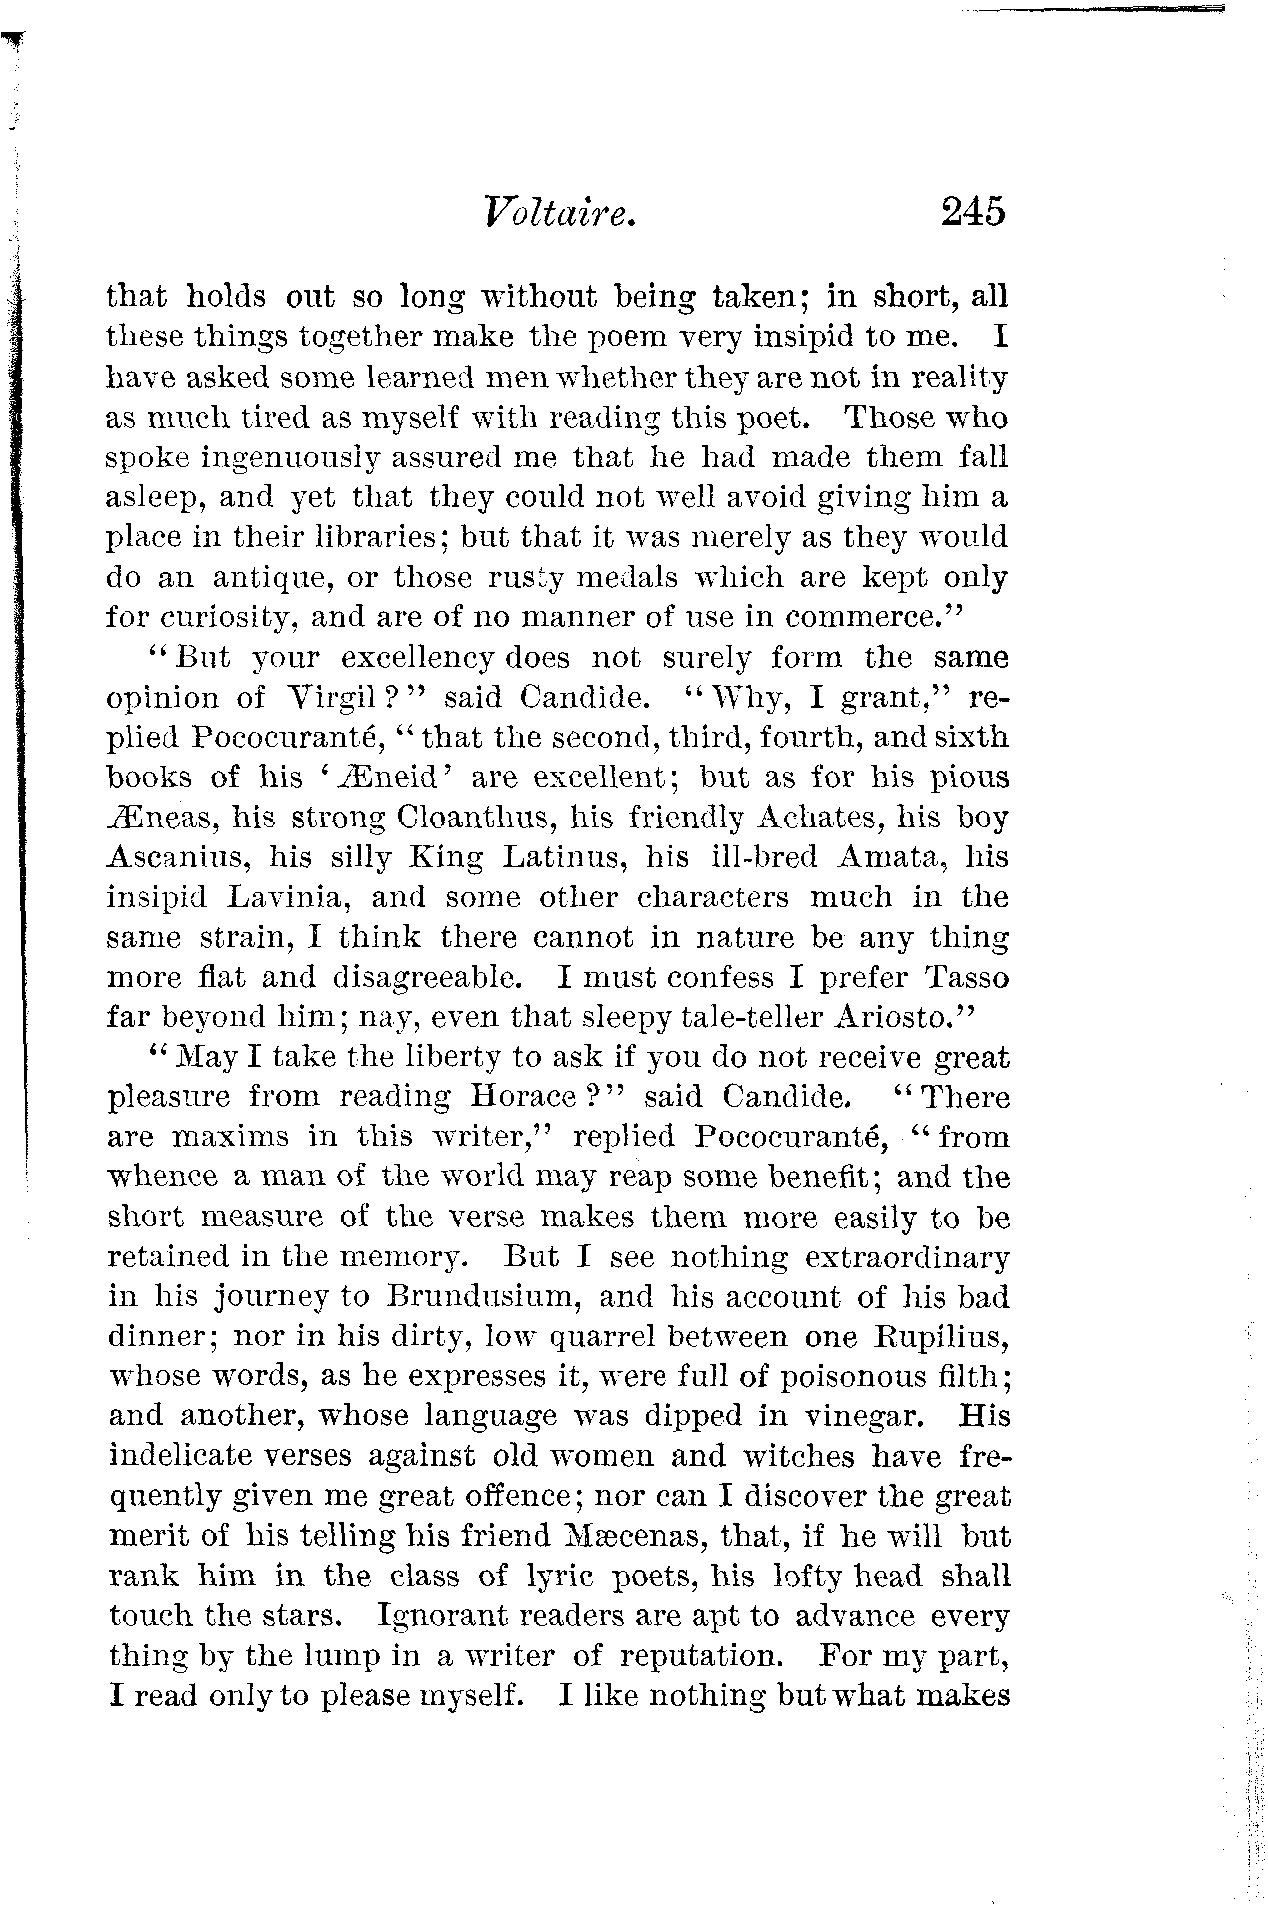 Voltaire. 245
that holds out so long without being taken; in short, all
these things together make the poem very insipid to me. I
have asked some learned men whether they are not in reality
as much tired as myself with reading this poet. Those who
spoke ingenuously assured me that he had made them fall
asleep, and yet that they could not well avoid giving him a
place in their libraries; but that it was merely as they would
do an antique, or those rusty medals which are kept only
for curiosity, and are of no manner of use in commerce.”
“But your excellency does not surely form the same
opinion of Virgil?” said Candide. “Why, I grant,” re-
plied Pococuranté, “that the second, third, fourth, and sixth
books of his ‘Æneid’ are excellent; but as for his pious
Æneas, his strong Cloanthus, his friendly Achates, his boy
Ascanius, his silly King Latinus, his ill-bred Amata, his
insipid Lavinia, and some other characters much in the
same strain, I think there cannot in nature be any thing
more flat and disagreeable. I must confess I prefer Tasso
far beyond him; nay, even that sleepy tale-teller Ariosto.”
“May I take the liberty to ask if you do not receive great
pleasure from reading Horace?” said Candide. “There
are maxims in this writer,” replied Pococuranté, “from
whence a man of the world may reap some benefit; and the
short measure of the verse makes them more easily to be
retained in the memory. But I see nothing extraordinary
in his journey to Brundusium, and his account of his bad
dinner; nor in his dirty, low quarrel between one Rupilius,
whose words, as he expresses it, were full of poisonous filth;
and another, whose language was dipped in vinegar. His
indelicate verses against old women and witches have fre-
quently given me great offence; nor can I discover the great
merit of his telling his friend Mæcenas, that, if he will but
rank him in the class of lyric poets, his lofty head shall
touch the stars. Ignorant readers are apt to advance every
thing by the lump in a writer of reputation. For my part,
I read only to please myself. I like nothing but what makes